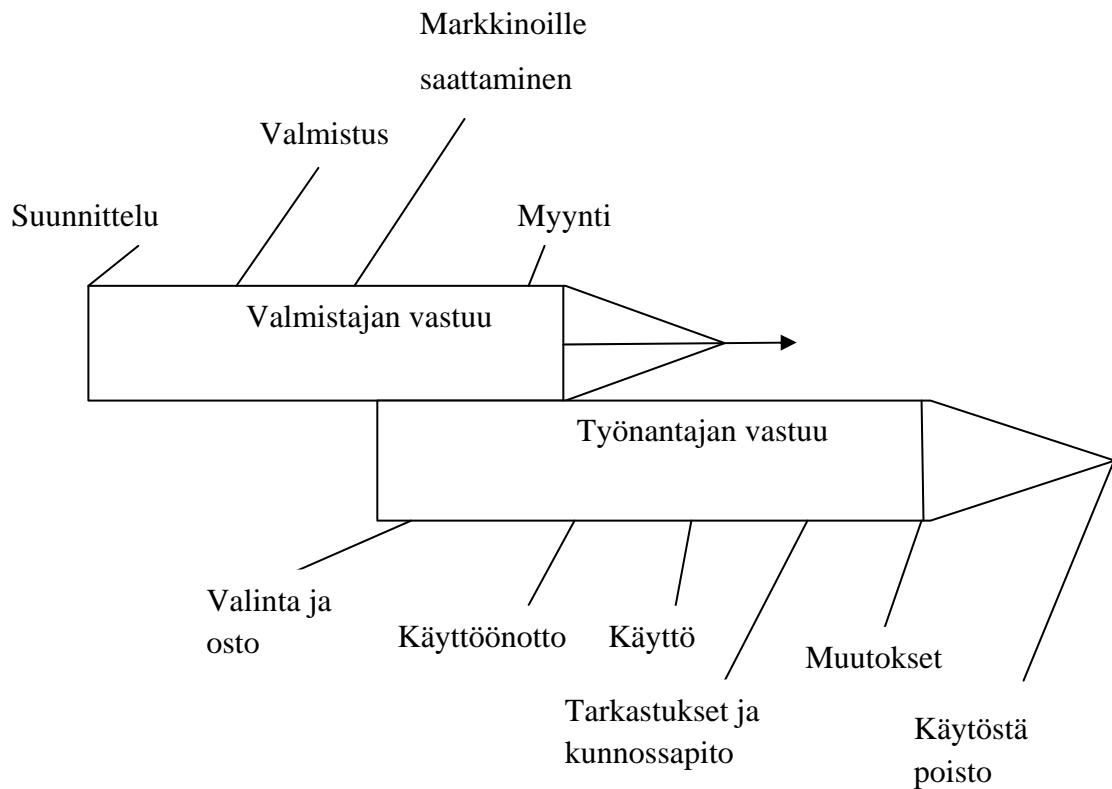 Markkinoille
saattaminen
Valmistus
Suunnittelu
Myynti
Valmistajan vastuu
Työnantajan vastuu
Valinta ja
osto
Käyttöönotto
Käyttö
Muutokset
Tarkastukset ja
kunnossapito
Käytöstä
poisto